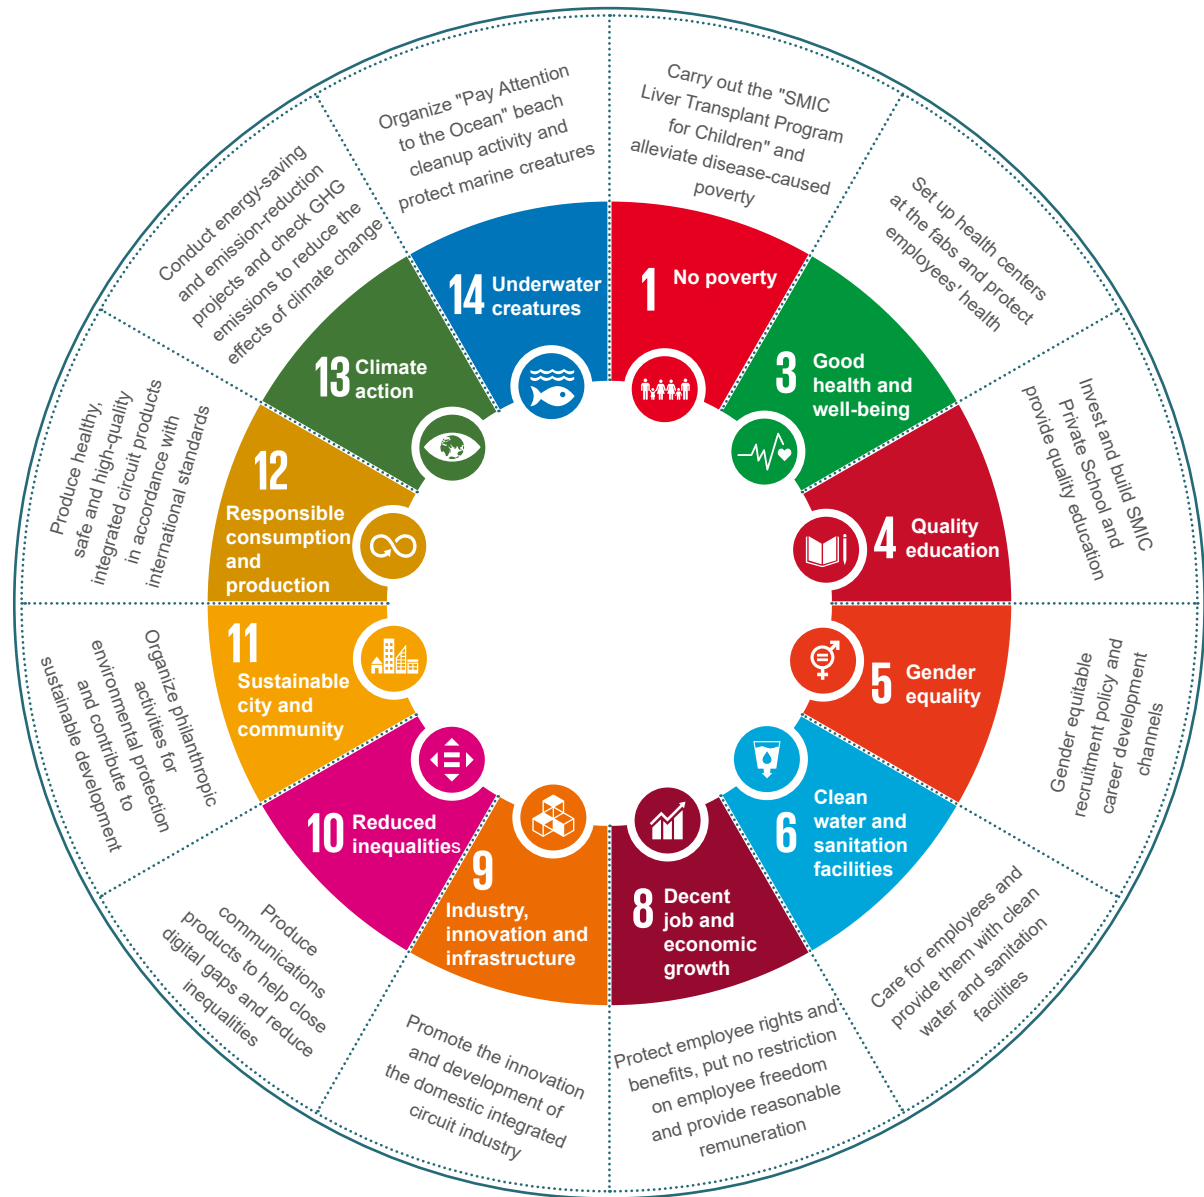 Carry out the "SMIC
Liver Transplant Program
for Children" and
alleviate disease-caused
poverty
1 No poverty
Set up health centers
at the fabs and protect
employees' health
3 Good
health and
well-being
Invest and build SMIC
Private School and
provide quality education
4 Quality
education
Gender equitable
recruitment policy and
career development
channels
5 Gender
equality
Care for employees and
provide them with clean
water and sanitation
facilities
6 Clean
water and
sanitation
facilities
Protect employee rights and
benefits, put no restriction
on employee freedom
and provide reasonable
remuneration
8 Decent
job and
economic
growth
Promote the innovation
and development of
the domestic integrated
circuit industry
9
Industry,
innovation and
infrastructure
Produce
communications
products to help close
digital gaps and reduce
inequalities
10 Reduced
inequalities
Organize philanthropic
activities for
environmental protection
and contribute to
sustainable development
11
Sustainable
city and
community
Produce healthy,
safe and high-quality
integrated circuit products
in accordance with
international standards
12
Responsible
consumption
and
production
Conduct energy-saving
and emission-reduction
projects and check GHG
emissions to reduce the
effects of climate change
13 Climate
action
Organize "Pay Attention
to the Ocean" beach
cleanup activity and
protect marine creatures
14 Underwater
creatures